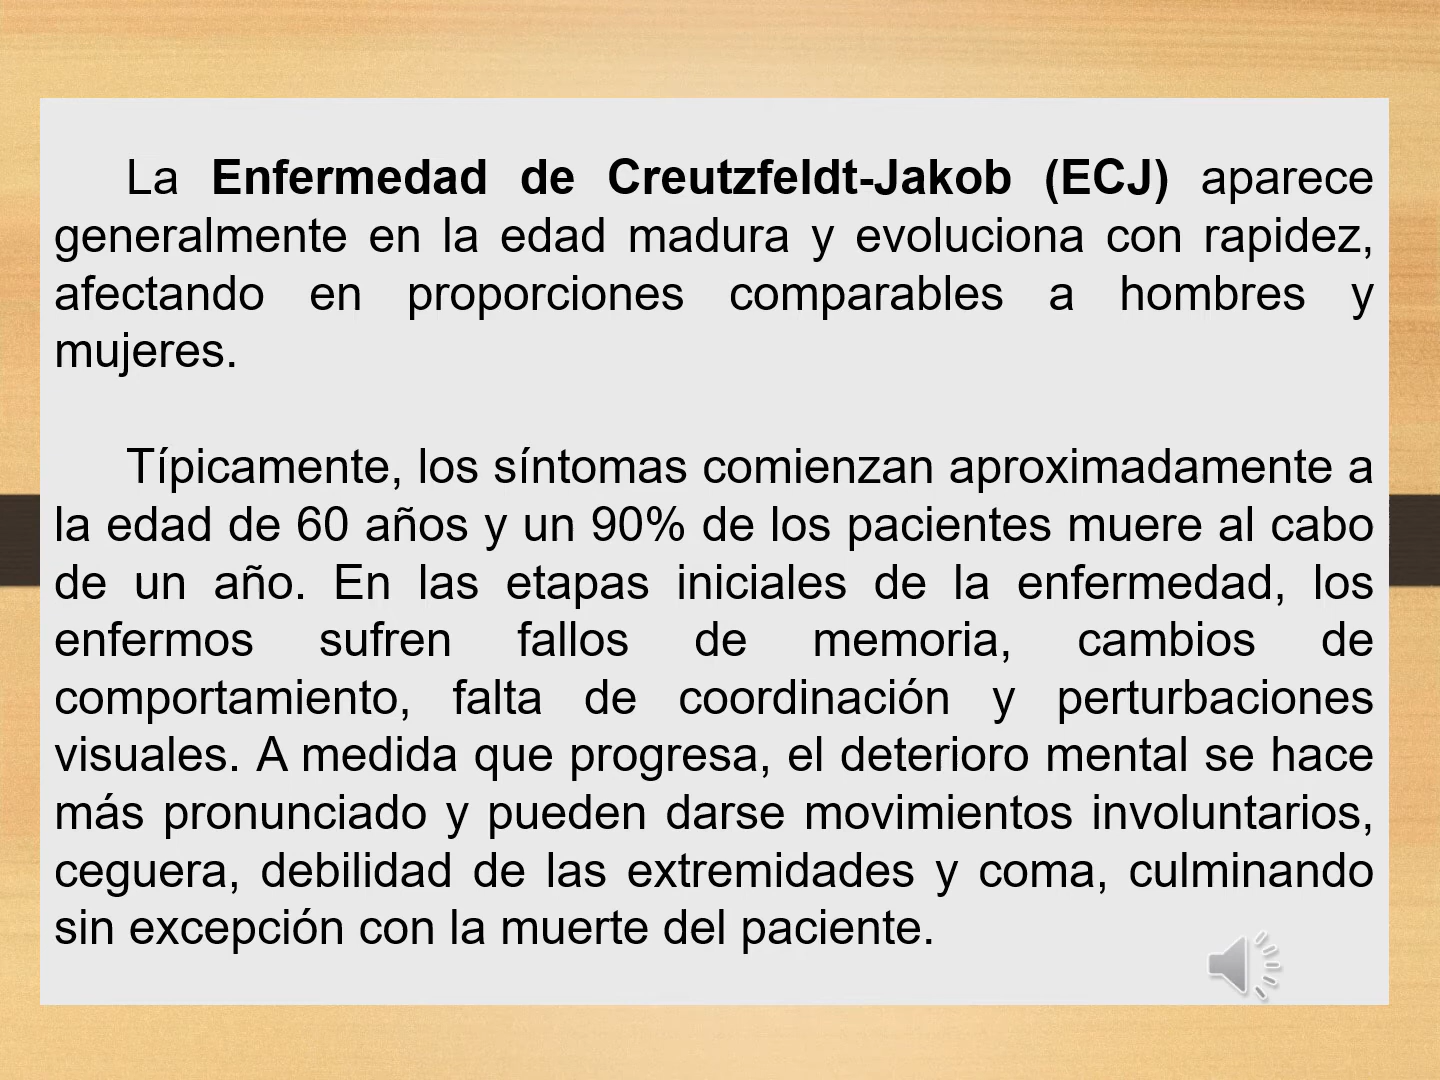 La Enfermedad de Creutzfeldt-Jakob (ECJ) aparece
generalmente en la edad madura y evoluciona con rapidez,
afectando en proporciones comparables a hombres y
mujeres.
Típicamente, los síntomas comienzan aproximadamente a
la edad de 60 años y un 90% de los pacientes muere al cabo
de un año. En las etapas iniciales de la enfermedad, los
enfermos sufren fallos de memoria, cambios de
comportamiento, falta de coordinación y perturbaciones
visuales. A medida que progresa, el deterioro mental se hace
más pronunciado y pueden darse movimientos involuntarios,
ceguera, debilidad de las extremidades y coma, culminando
sin excepción con la muerte del paciente.